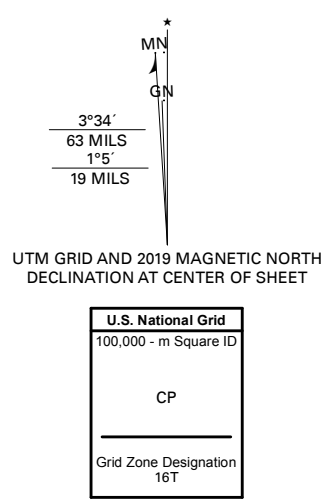 MN
GN
3°34´
63 MILS
1°5´
19 MILS
UTM GRID AND 2019 MAGNETIC NORTH
DECLINATION AT CENTER OF SHEET
U.S. National Grid
100,000 - m Square ID
CP
Grid Zone Designation
16T